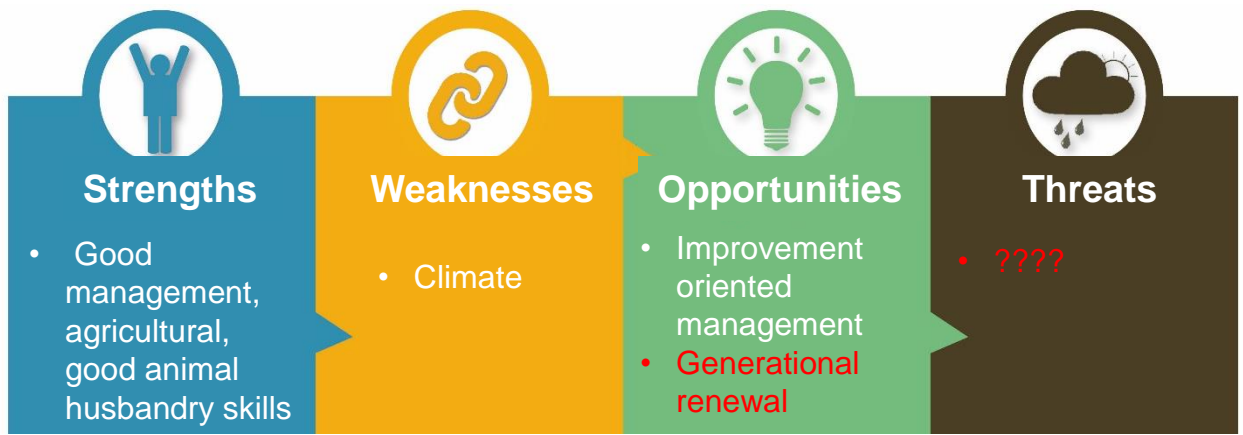 Strengths
• Good
management,
agricultural,
good animal
husbandry skills
Weaknesses
• Climate
Opportunities
• Improvement
oriented
management
• Generational
renewal
Threats
• ????